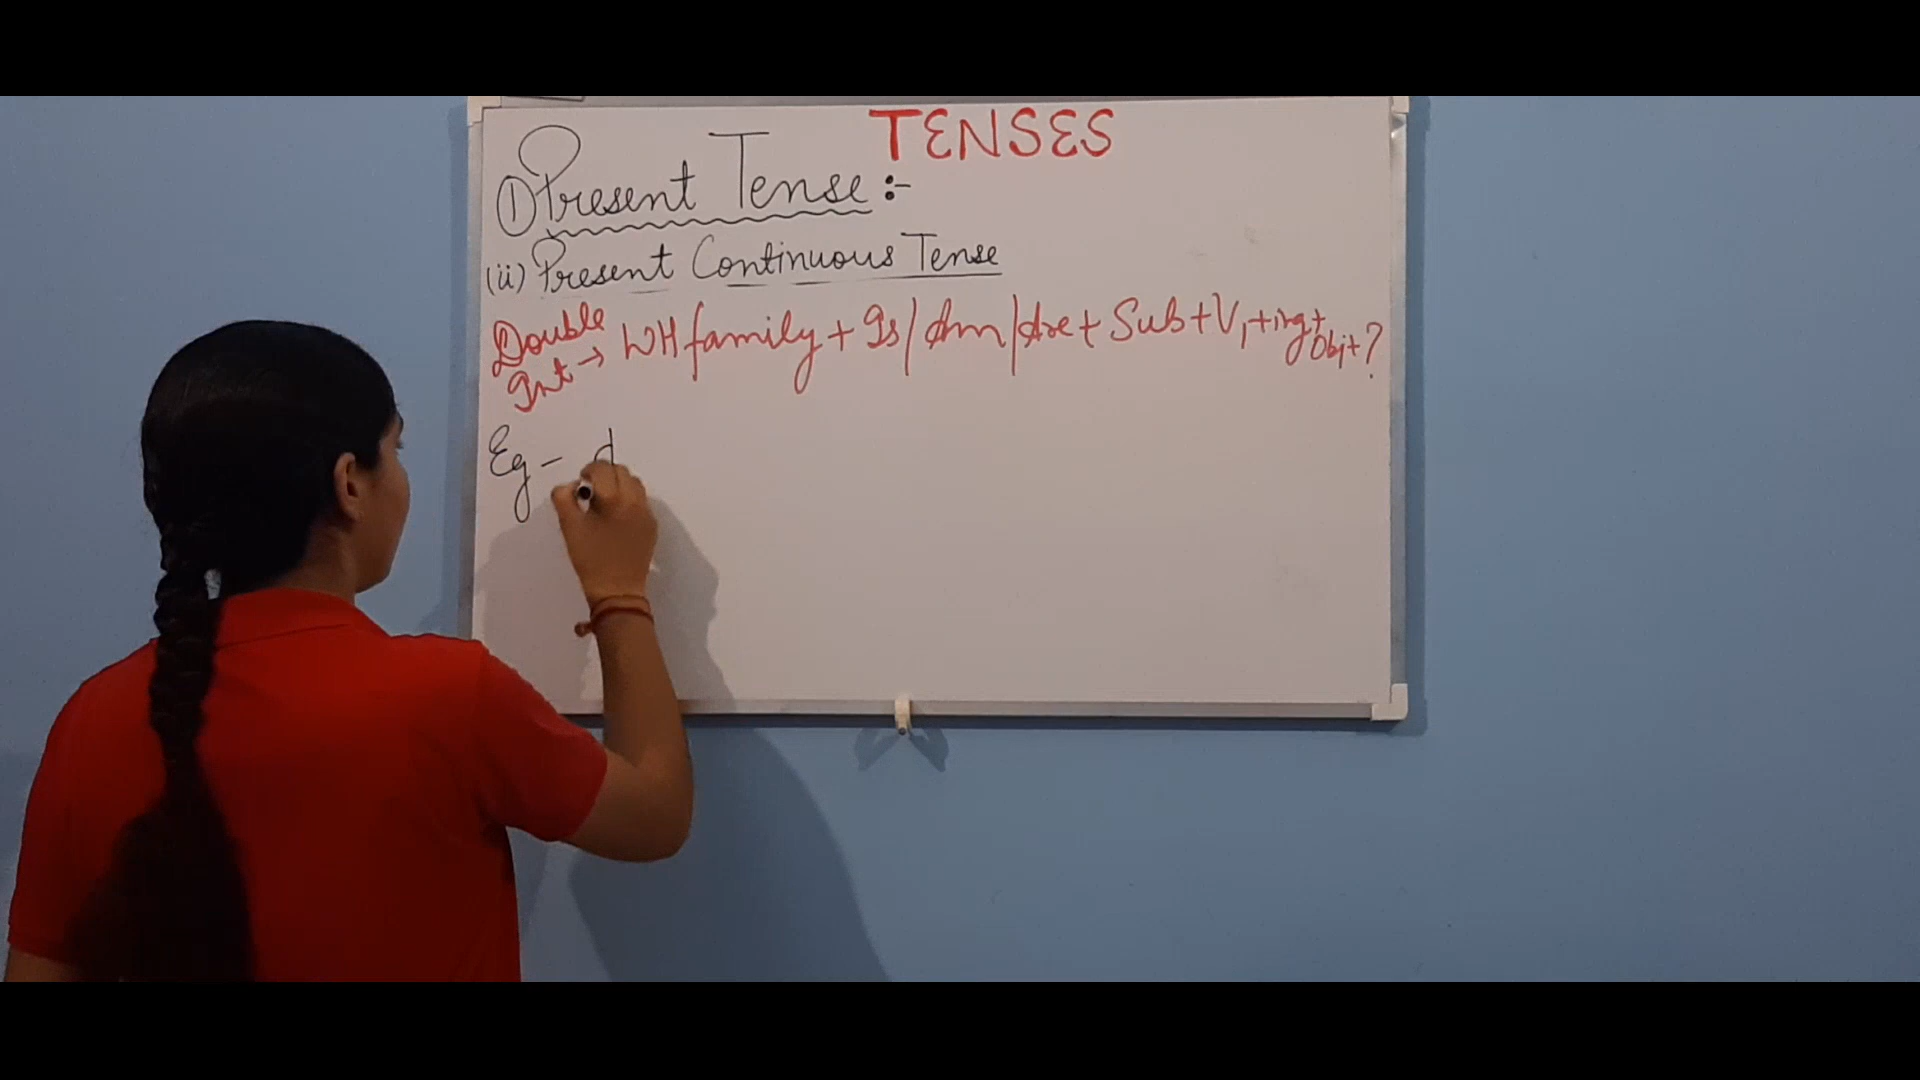 TENSES
① Present Tense :-
(ii) Present Continuous Tense
Double Int → WH family + Is/Am/Are + Sub + V1 + ing + Obj + ?
Eg -